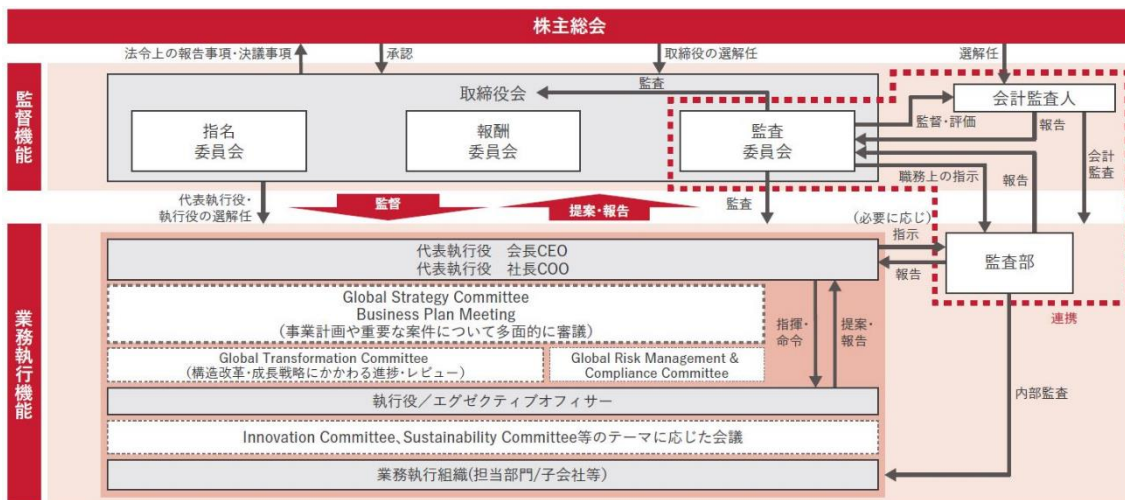 株主総会
法令上の報告事項・決議事項
承認
取締役の選解任
選解任
監督機能
取締役会
監査
会計監査人
指名
委員会
報酬
委員会
監査
委員会
監督・評価
報告
会計
監査
職務上の指示
報告
代表執行役・
執行役の選解任
監督
提案・報告
監査
(必要に応じ)
指示
業務執行機能
代表執行役 会長CEO
代表執行役 社長COO
報告
監査部
連携
Global Strategy Committee
Business Plan Meeting
(事業計画や重要な案件について多面的に審議)
指揮・
命令
提案・
報告
Global Transformation Committee
(構造改革・成長戦略にかかわる進捗・レビュー)
Global Risk Management &
Compliance Committee
執行役／エグゼクティブオフィサー
内部監査
Innovation Committee、Sustainability Committee等のテーマに応じた会議
業務執行組織(担当部門/子会社等)